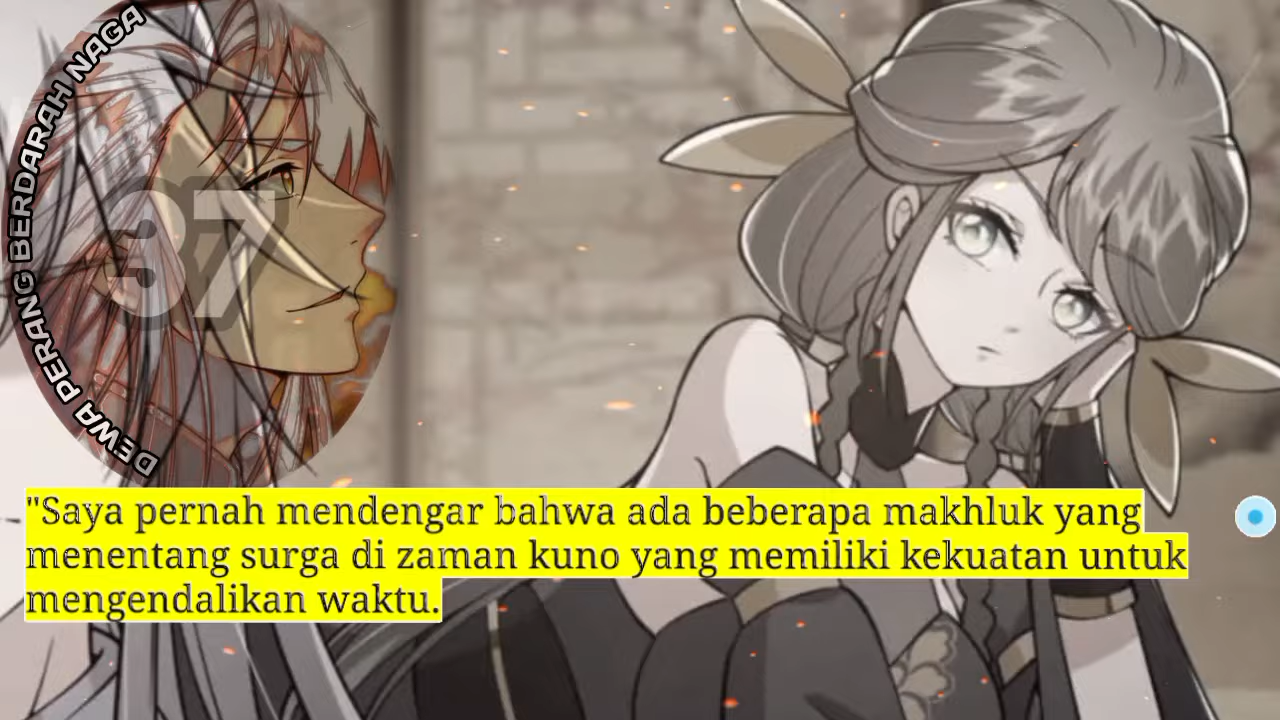 DEWA PERANG BERDARAH NAGA
37
"Saya pernah mendengar bahwa ada beberapa makhluk yang
menentang surga di zaman kuno yang memiliki kekuatan untuk
mengendalikan waktu.